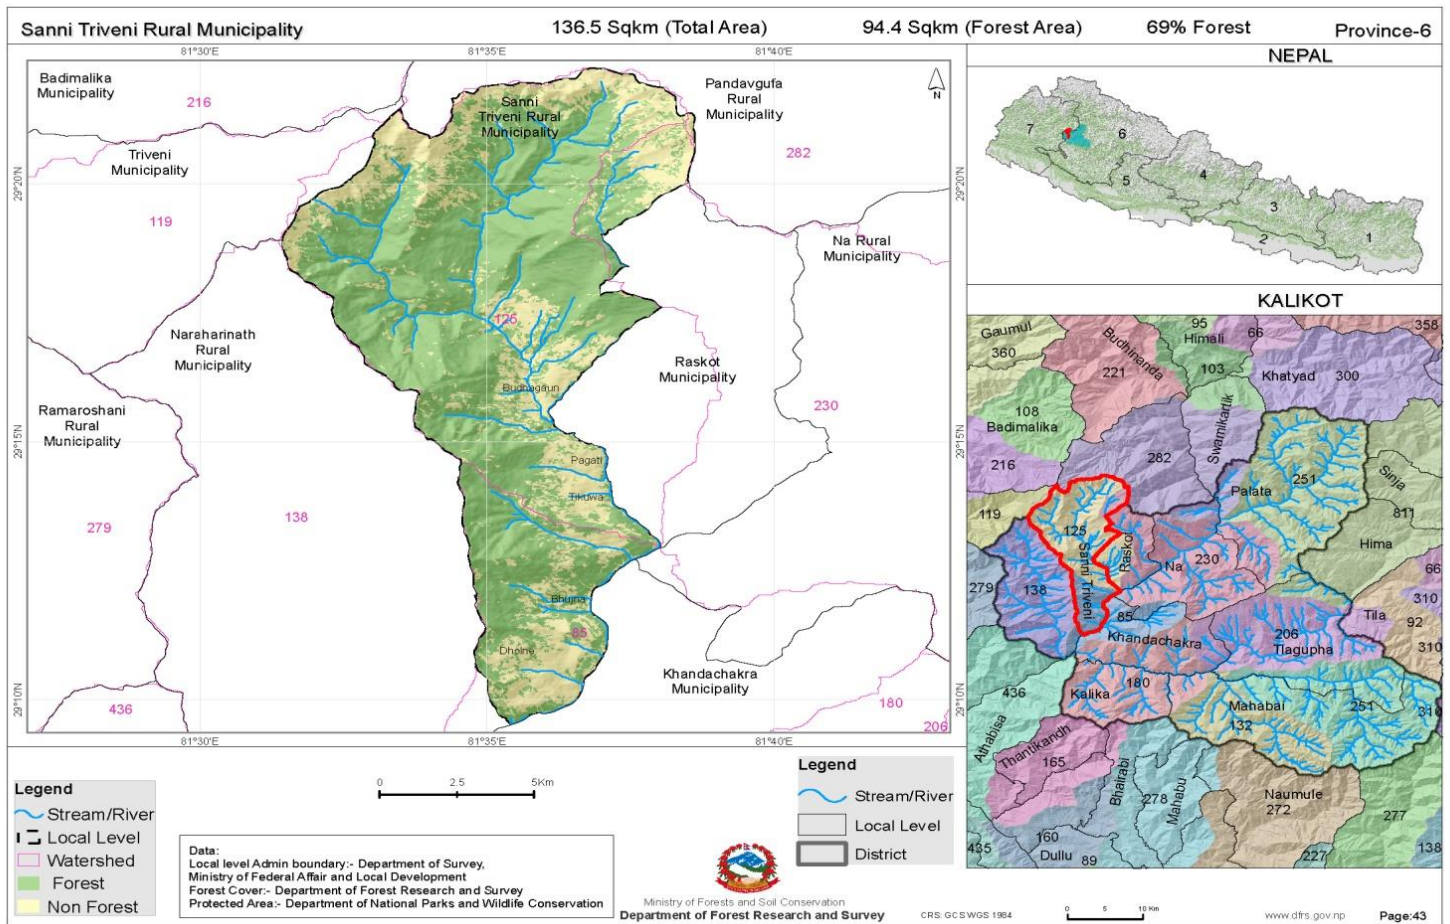 Sanni Triveni Rural Municipality 136.5 Sqkm (Total Area) 94.4 Sqkm (Forest Area) 69% Forest Province-6
81°30'E 81°35'E 81°40'E
Badimalika
Municipality
216
Sanni
Triveni Rural
Municipality
Pandavgufa
Rural
Municipality
N
Triveni
Municipality
282
29°20'N 29°20'N
119
Na Rural
Municipality
Naraharinath
Rural
Municipality
125
Raskot
Municipality
Budhagaun
Ramaroshani
Rural
Municipality
230
29°15'N 29°15'N
Pagati
Tikuwa
279
138
Bhujna
85
Dholne
Khandachakra
Municipality
29°10'N 29°10'N
436
180
206
81°30'E 81°35'E 81°40'E
NEPAL
7
6
5
4
3
2
1
KALIKOT
Gaumul
360
Budhinanda
221
95
Himali
66
358
103
Khatyad 300
108
Badimalika
Swamikartik
216
282
251
Sinja
Palata
119
125
811
Sanni Triveni
Raskot
Hima
230
Na
279
138
66
85
310
Khandachakra
206
Tlagupha
Tila
92
310
436
Kalika
180
Mahabai
132
251
310
Athabisa
Thantikandh
165
Bhairabi
278
Mahabu
Naumule
272
277
160
Dullu
435
89
227
138
Legend
Stream/River
Local Level
Watershed
Forest
Non Forest
0 2.5 5Km
Data:
Local level Admin boundary:- Department of Survey,
Ministry of Federal Affair and Local Development
Forest Cover:- Department of Forest Research and Survey
Protected Area:- Department of National Parks and Wildlife Conservation
Legend
Stream/River
Local Level
District
Ministry of Forests and Soil Conservation
Department of Forest Research and Survey
CRS: GCS WGS 1984
0 5 10 Km
www.dfrs.gov.np
Page:43